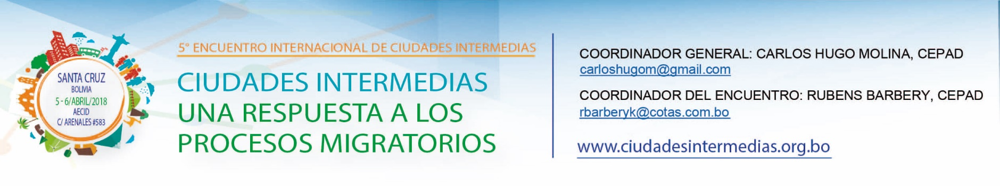 SANTA CRUZ
BOLIVIA
5 - 6/ABRIL/2018
AECID
C/ ARENALES #583
5° ENCUENTRO INTERNACIONAL DE CIUDADES INTERMEDIAS
CIUDADES INTERMEDIAS
UNA RESPUESTA A LOS
PROCESOS MIGRATORIOS
COORDINADOR GENERAL: CARLOS HUGO MOLINA, CEPAD
carloshugom@gmail.com
COORDINADOR DEL ENCUENTRO: RUBENS BARBERY, CEPAD
rbarberyk@cotas.com.bo
www.ciudadesintermedias.org.bo